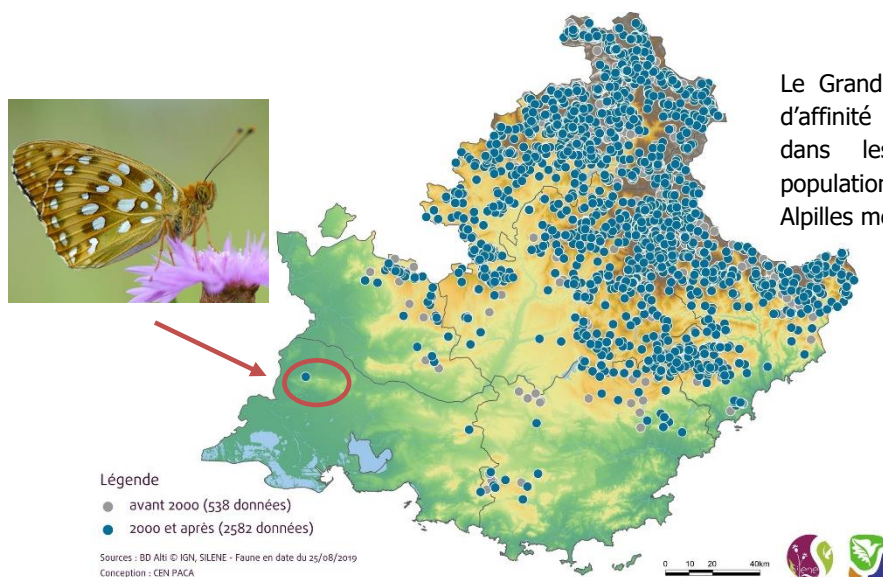 Le Grand
d'affinité
dans les
population
Alpilles m
Légende
avant 2000 (538 données)
2000 et après (2582 données)
Sources : BD Alti © IGN, SILENE - Faune en date du 25/08/2019
Conception : CEN PACA
0 10 20 40km
silene